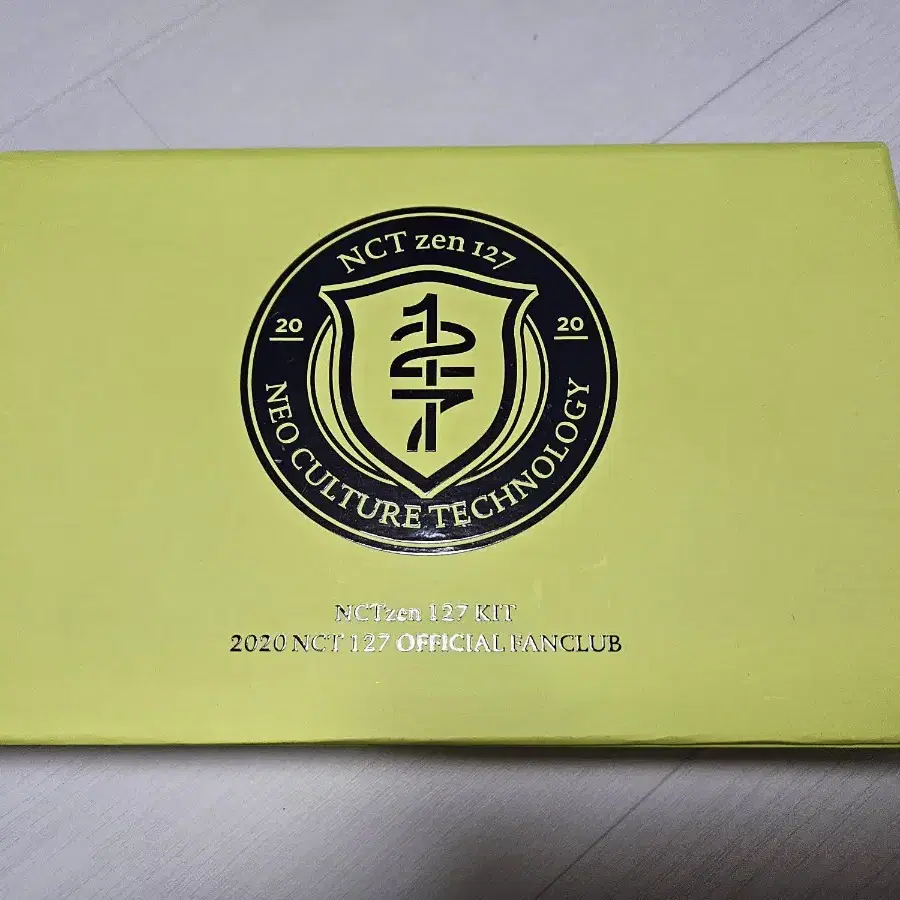 NCT zen 127
20
20
127
NEO CULTURE TECHNOLOGY
NCTzen 127 KIT
2020 NCT 127 OFFICIAL FANCLUB